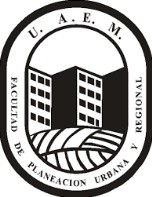 U. A. E. M.
FACULTAD DE PLANEACION URBANA Y REGIONAL